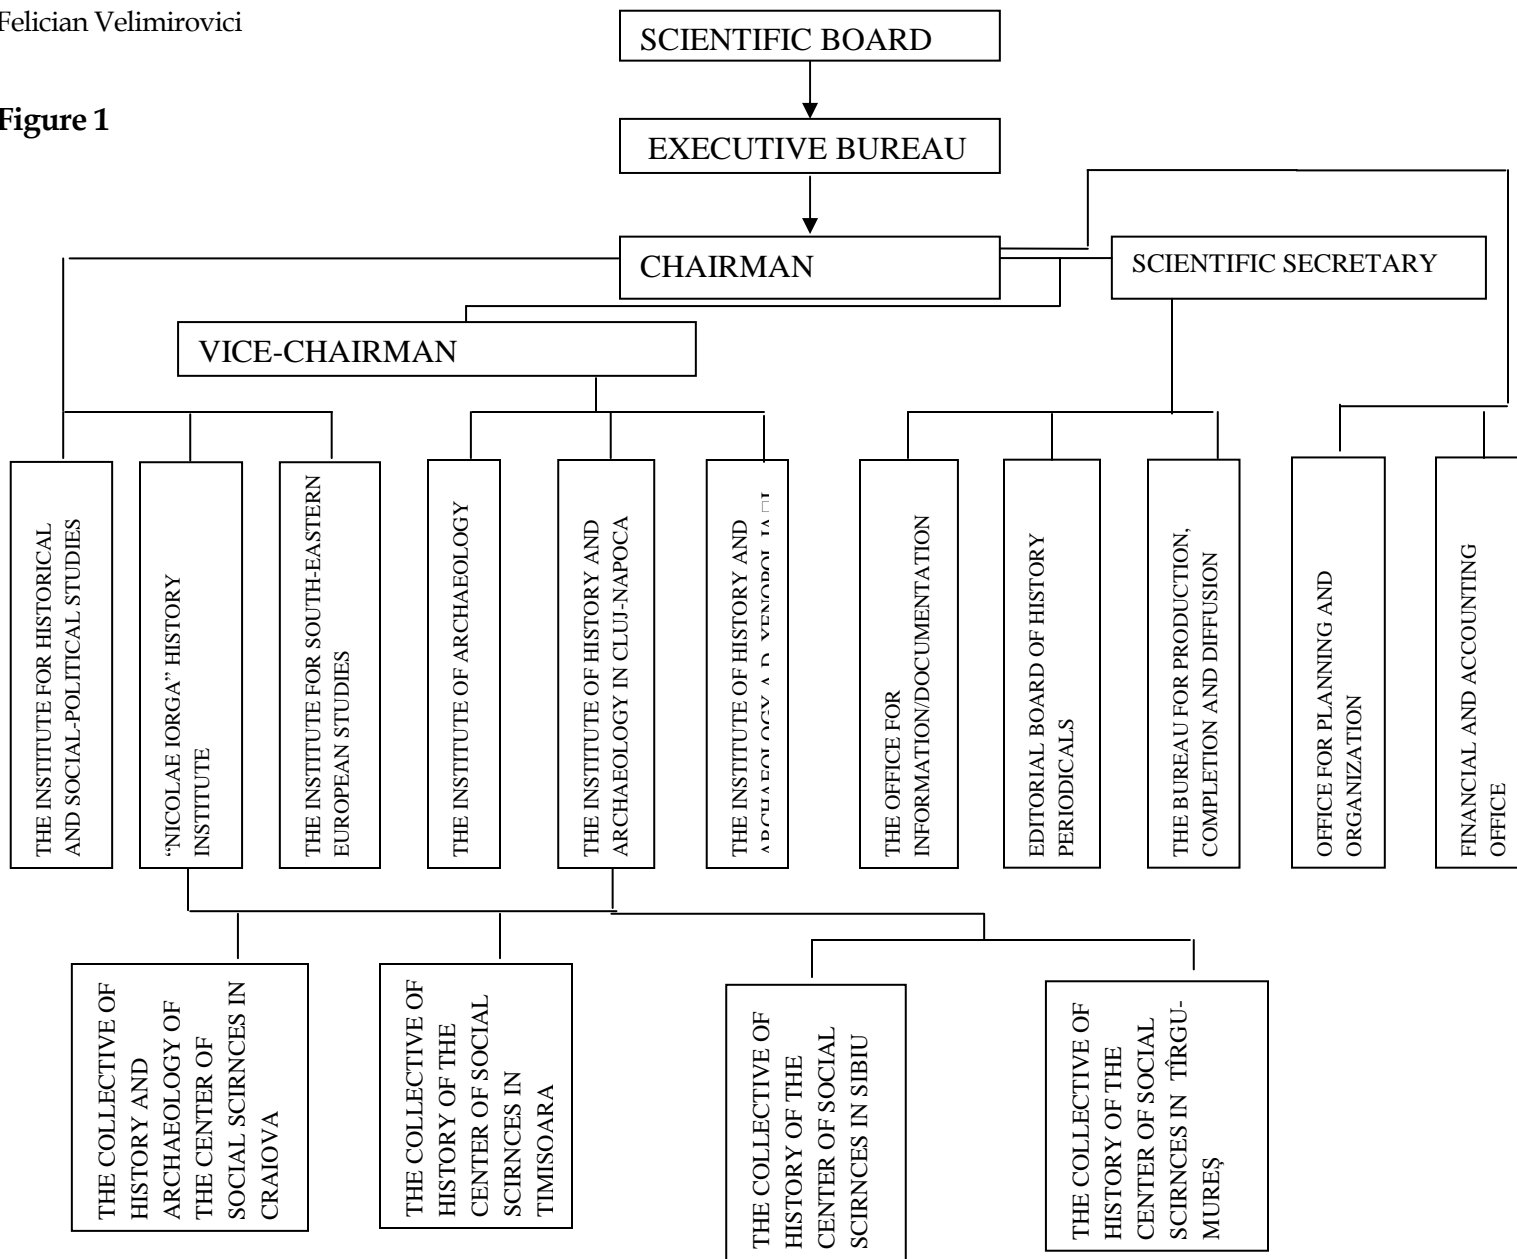 Felician Velimirovici
SCIENTIFIC BOARD
Figure 1
EXECUTIVE BUREAU
CHAIRMAN
SCIENTIFIC SECRETARY
VICE-CHAIRMAN
THE INSTITUTE FOR HISTORICAL
AND SOCIAL-POLITICAL STUDIES
“NICOLAE IORGA” HISTORY
INSTITUTE
THE INSTITUTE FOR SOUTH-EASTERN
EUROPEAN STUDIES
THE INSTITUTE OF ARCHAEOLOGY
THE INSTITUTE OF HISTORY AND
ARCHAEOLOGY IN CLUJ-NAPOCA
THE INSTITUTE OF HISTORY AND
ARCHAEOLOGY A.D. XENOPOL
THE OFFICE FOR
INFORMATION/DOCUMENTATION
EDITORIAL BOARD OF HISTORY
PERIODICALS
THE BUREAU FOR PRODUCTION,
COMPLETION AND DIFFUSION
OFFICE FOR PLANNING AND
ORGANIZATION
FINANCIAL AND ACCOUNTING
OFFICE
THE COLLECTIVE OF
HISTORY AND
ARCHAEOLOGY OF
THE CENTER OF
SOCIAL SCIRNCES IN
CRAIOVA
THE COLLECTIVE OF
HISTORY OF THE
CENTER OF SOCIAL
SCIRNCES IN
TIMISOARA
THE COLLECTIVE OF
HISTORY OF THE
CENTER OF SOCIAL
SCIRNCES IN SIBIU
THE COLLECTIVE OF
HISTORY OF THE
CENTER OF SOCIAL
SCIRNCES IN TÎRGU-
MUREŞ